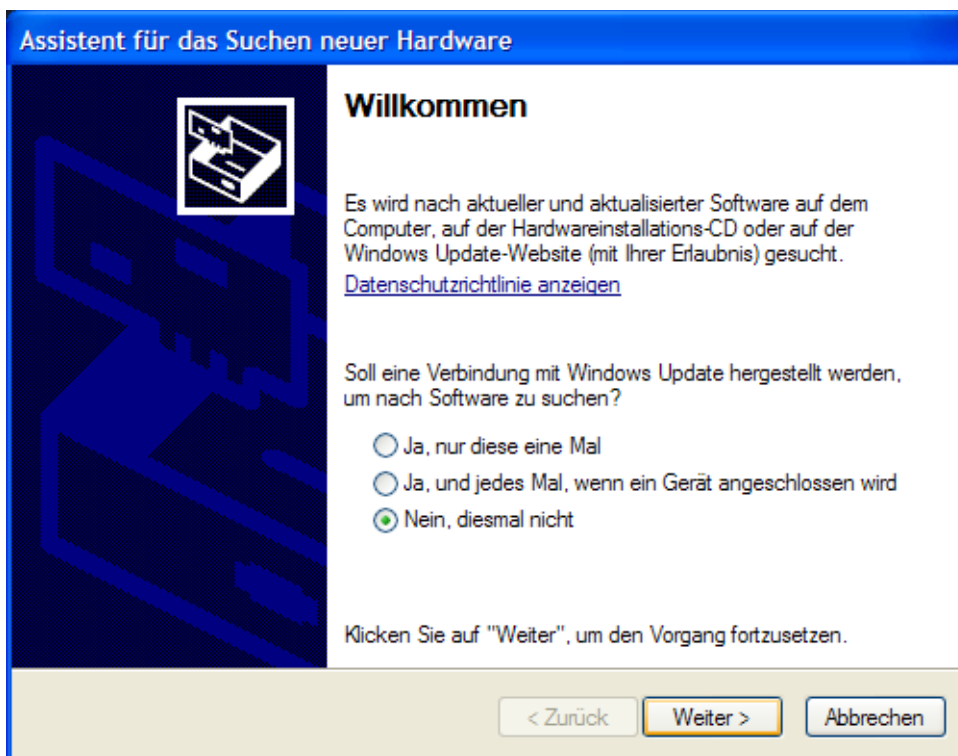 Assistent für das Suchen neuer Hardware
Willkommen
Es wird nach aktueller und aktualisierter Software auf dem
Computer, auf der Hardwareinstallations-CD oder auf der
Windows Update-Website (mit Ihrer Erlaubnis) gesucht.
Datenschutzrichtlinie anzeigen
Soll eine Verbindung mit Windows Update hergestellt werden,
um nach Software zu suchen?
Ja, nur diese eine Mal
Ja, und jedes Mal, wenn ein Gerät angeschlossen wird
Nein, diesmal nicht
Klicken Sie auf "Weiter", um den Vorgang fortzusetzen.
< Zurück Weiter > Abbrechen